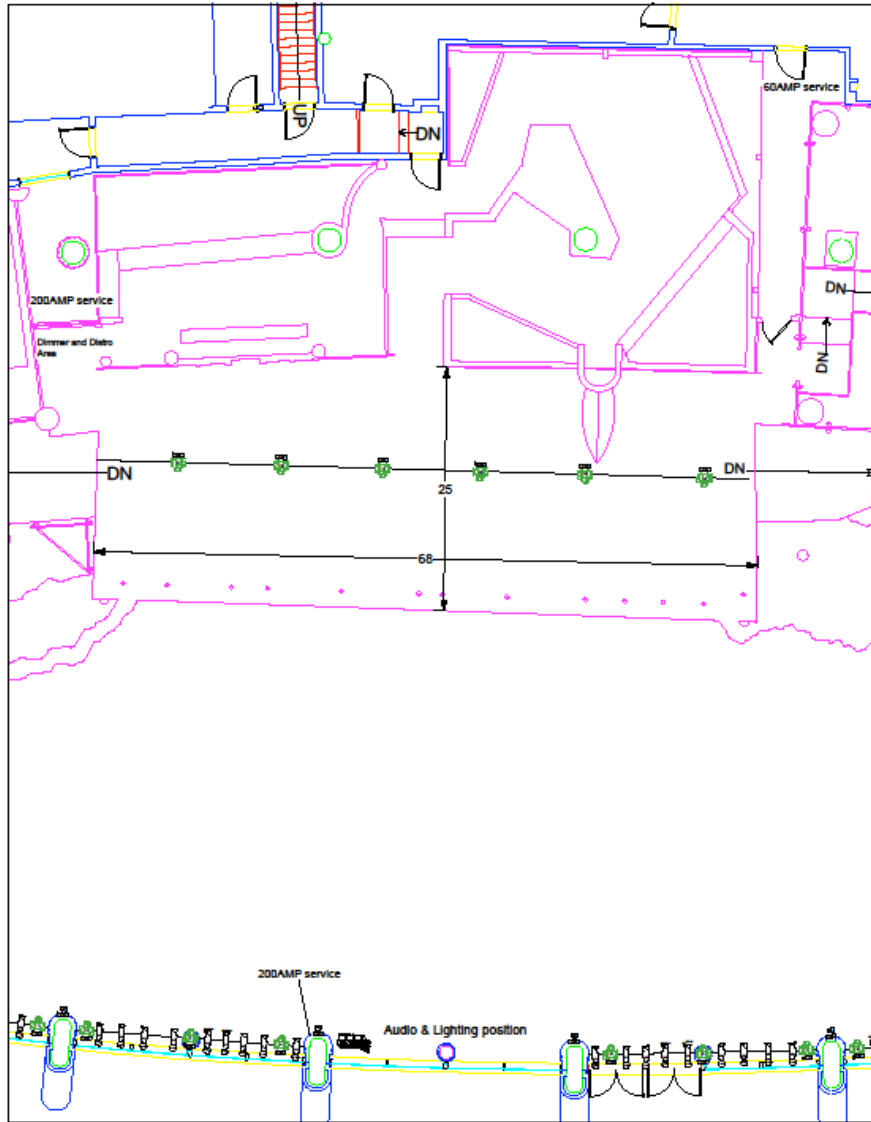 60AMP service
UP
DN
DN
200AMP service
Dimmer and Distro
Area
DN
DN
DN
25
68
200AMP service
Audio & Lighting position